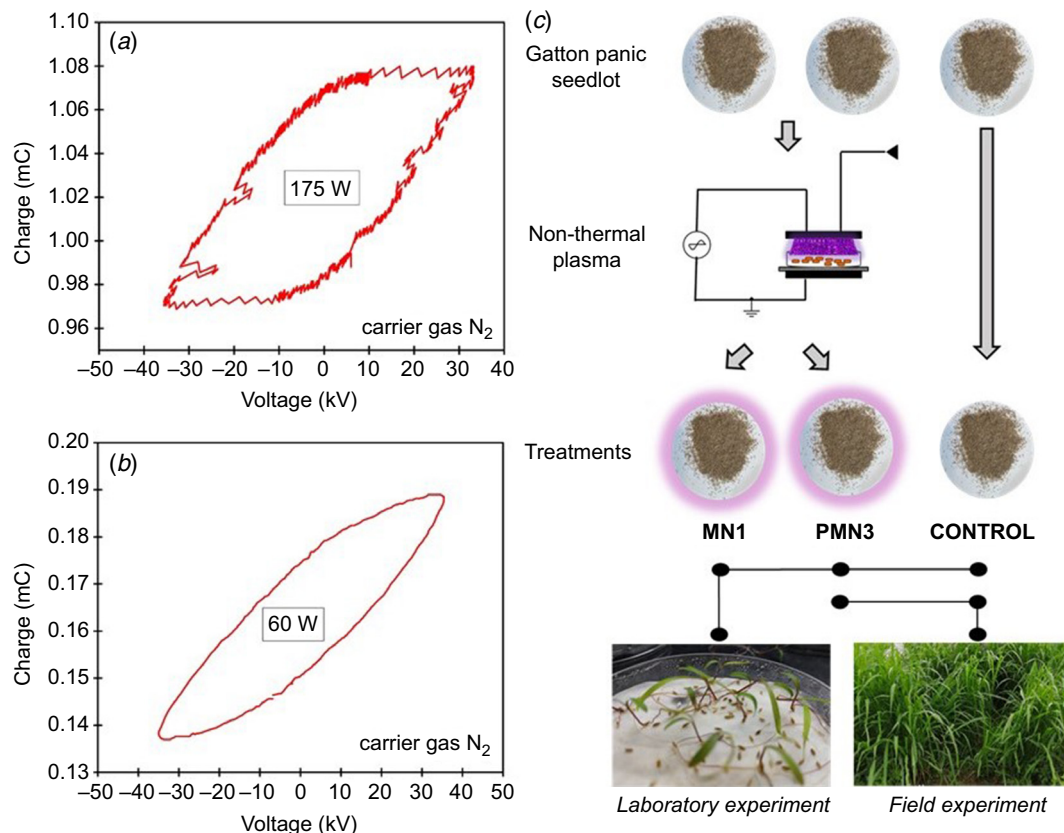 (a)
1.10
1.08
1.04
1.02
1.00
0.98
0.96
Charge (mC)
175 W
carrier gas N₂
–50 –40 –30 –20 –10 0 10 20 30 40
Voltage (kV)
(b)
0.20
0.19
0.18
0.17
0.16
0.15
0.14
0.13
Charge (mC)
60 W
carrier gas N₂
–50 –40 –30 –20 –10 0 10 20 30 40 50
Voltage (kV)
(c)
Gatton panic
seedlot
Non-thermal
plasma
Treatments
MN1 PMN3 CONTROL
Laboratory experiment
Field experiment